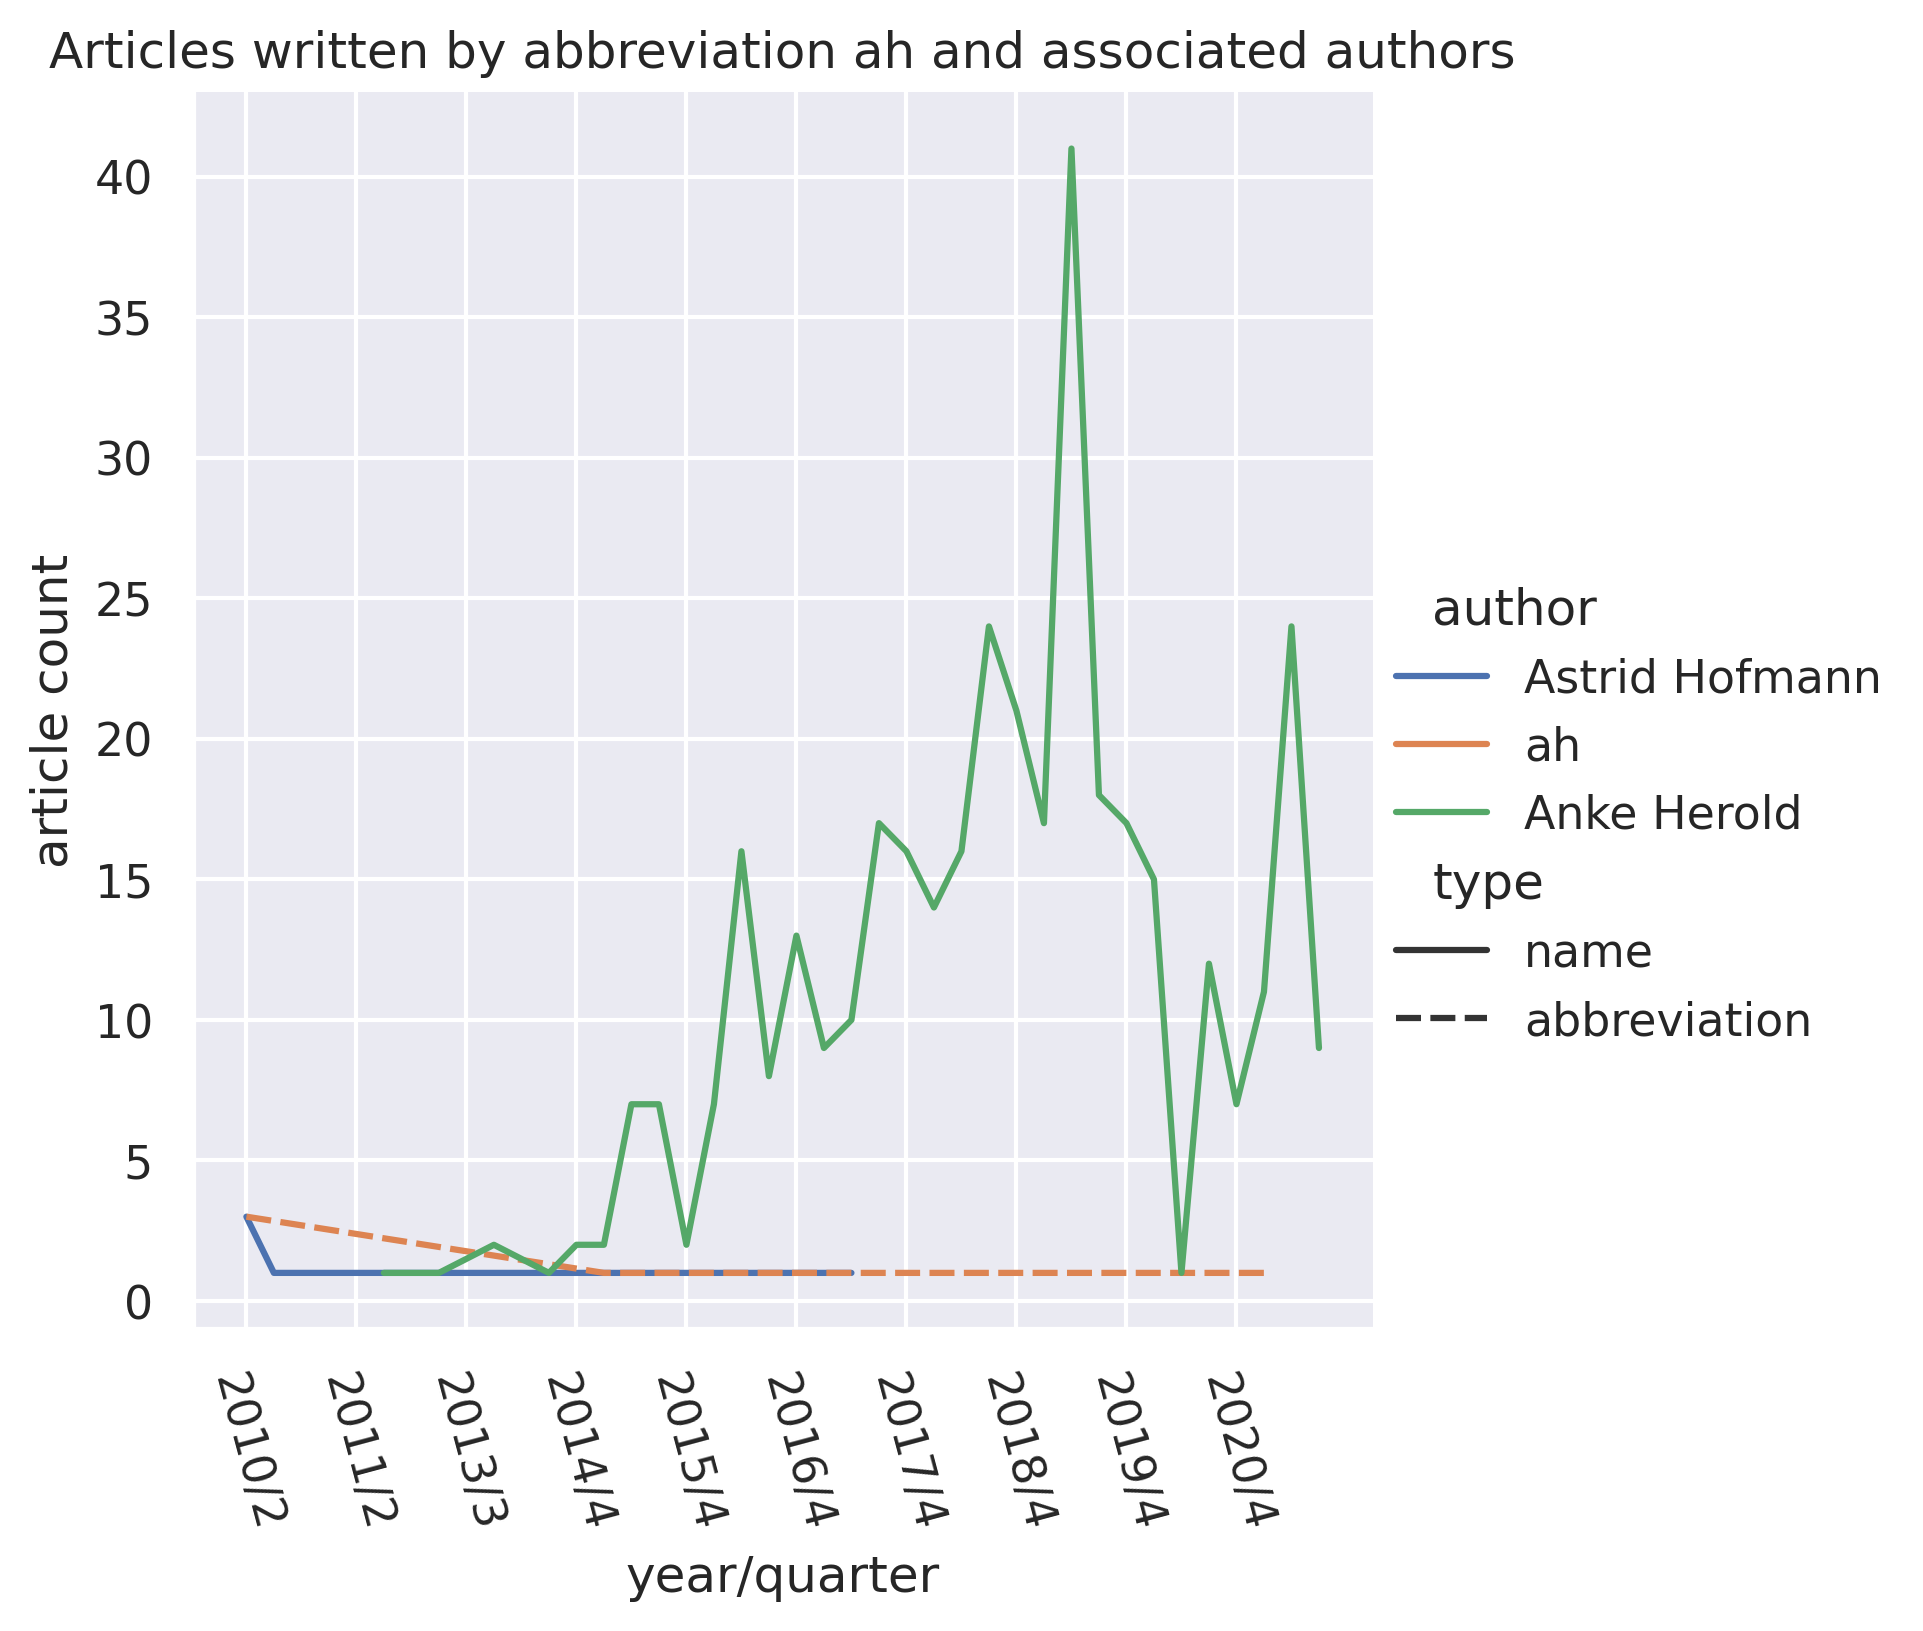 Articles written by abbreviation ah and associated authors
40
35
30
25
20
15
10
5
0
article count
2010/2
2011/2
2013/3
2014/4
2015/4
2016/4
2017/4
2018/4
2019/4
2020/4
year/quarter
author
Astrid Hofmann
ah
Anke Herold
type
name
abbreviation